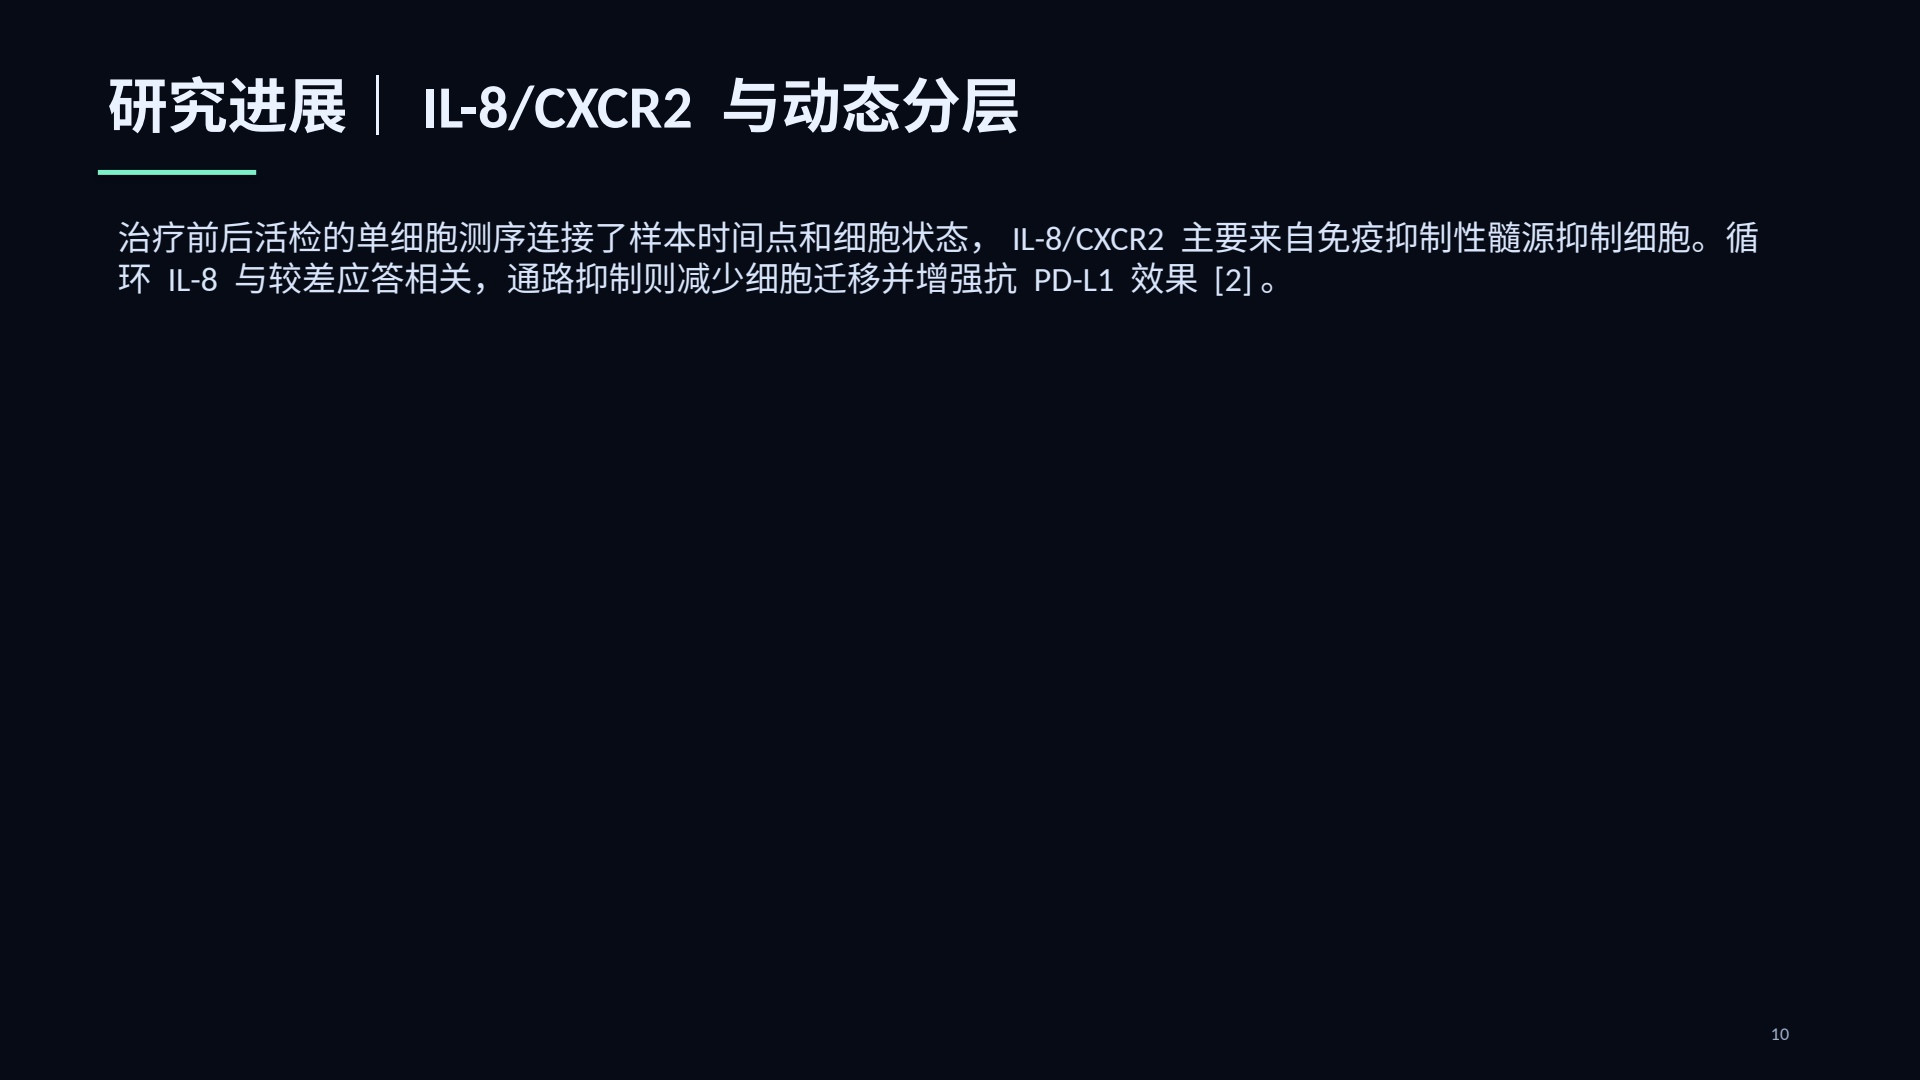 研究进展｜ IL-8/CXCR2 与动态分层
治疗前后活检的单细胞测序连接了样本时间点和细胞状态， IL-8/CXCR2 主要来自免疫抑制性髓源抑制细胞。循
环 IL-8 与较差应答相关，通路抑制则减少细胞迁移并增强抗 PD-L1 效果 [2] 。
10